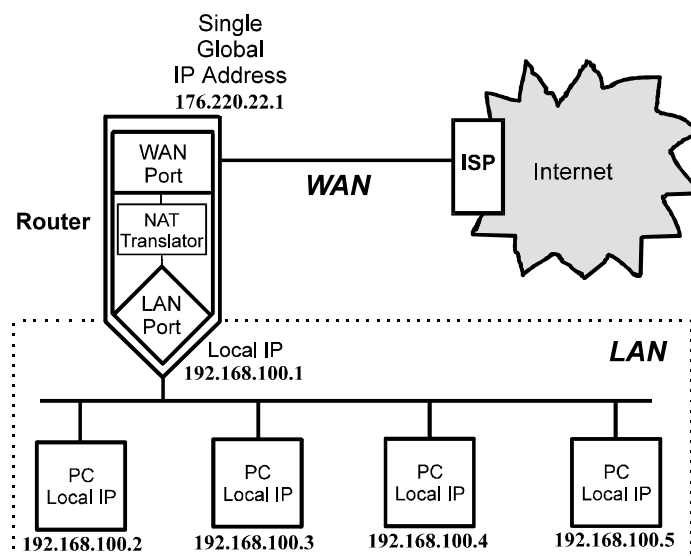 Single
Global
IP Address
176.220.22.1
WAN
Port
ISP
Internet
WAN
Router
NAT
Translator
LAN
Port
Local IP
192.168.100.1
LAN
PC
Local IP
192.168.100.2
PC
Local IP
192.168.100.3
PC
Local IP
192.168.100.4
PC
Local IP
192.168.100.5